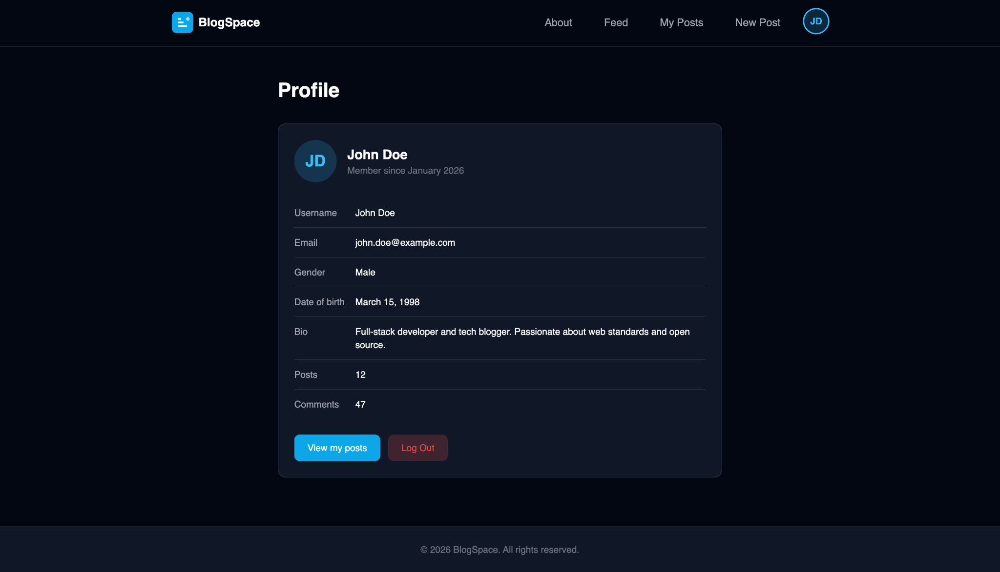 BlogSpace
About
Feed
My Posts
New Post
JD
Profile
JD
John Doe
Member since January 2026
Username John Doe
Email john.doe@example.com
Gender Male
Date of birth March 15, 1998
Bio Full-stack developer and tech blogger. Passionate about web standards and open
source.
Posts 12
Comments 47
View my posts
Log Out
© 2026 BlogSpace. All rights reserved.